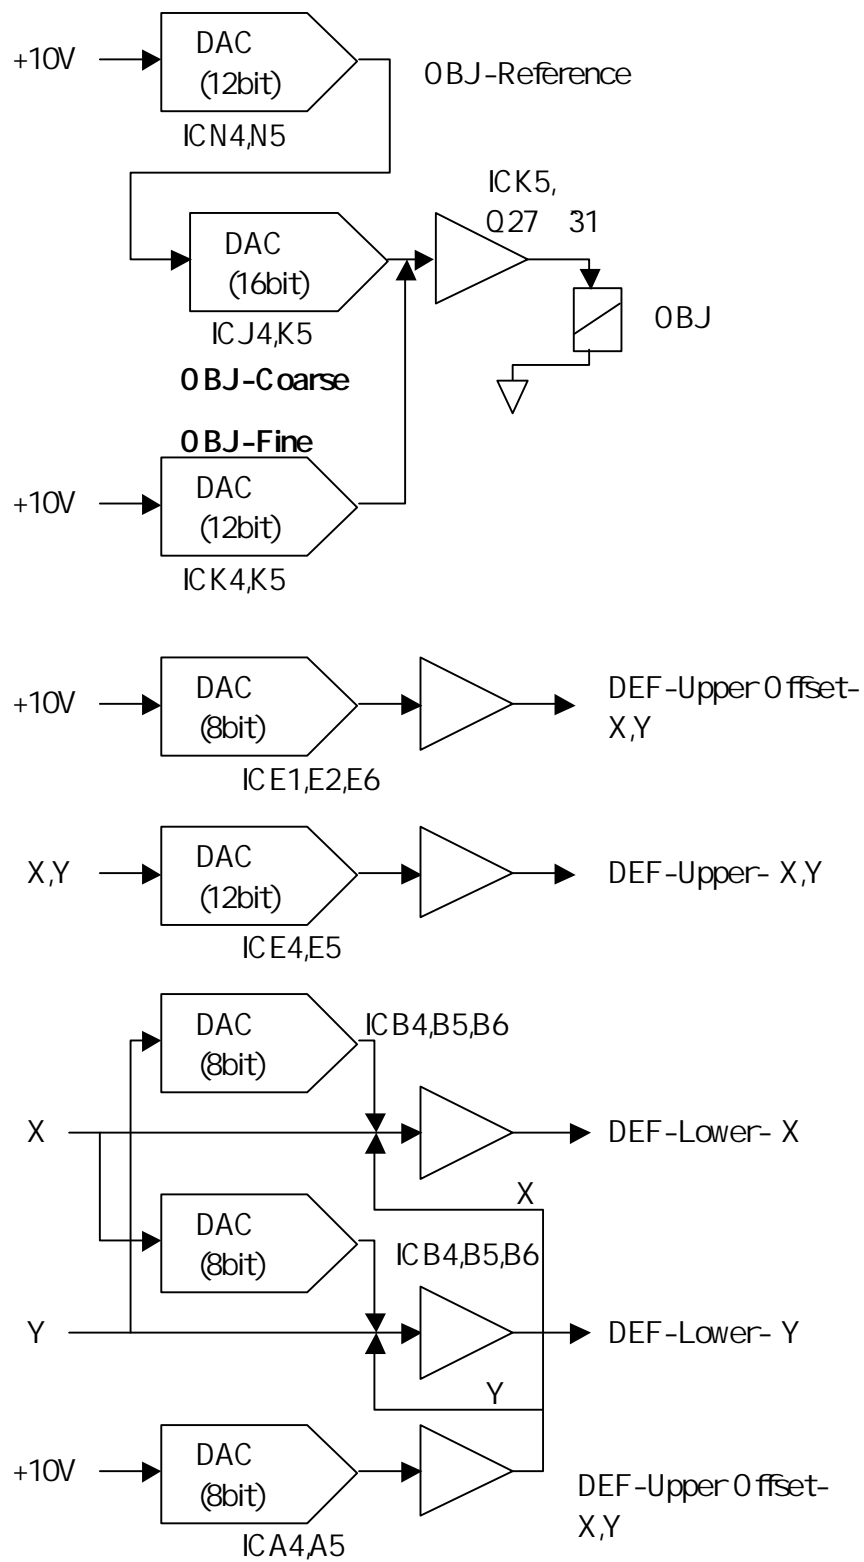 +10V
DAC
(12bit)
OBJ-Reference
ICN4,N5
ICK5,
Q27 31
DAC
(16bit)
OBJ
ICJ4,K5
OBJ-Coarse
OBJ-Fine
+10V
DAC
(12bit)
ICK4,K5
+10V
DAC
(8bit)
DEF-Upper Offset-
X,Y
ICE1,E2,E6
X,Y
DAC
(12bit)
DEF-Upper- X,Y
ICE4,E5
DAC
(8bit)
ICB4,B5,B6
X
DEF-Lower- X
X
DAC
(8bit)
ICB4,B5,B6
Y
DEF-Lower- Y
Y
+10V
DAC
(8bit)
DEF-Upper Offset-
X,Y
ICA4,A5